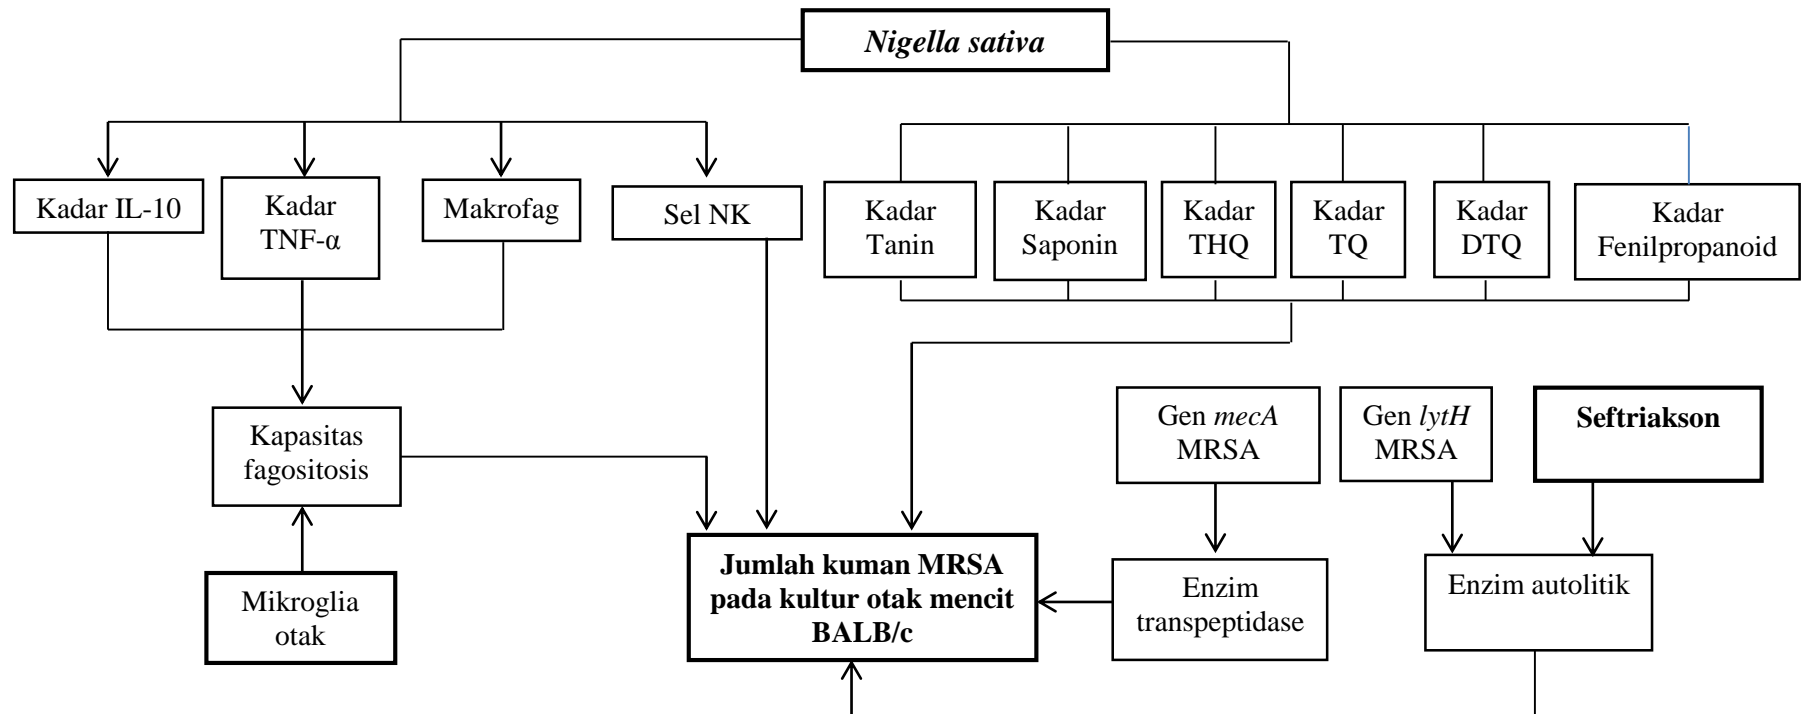 Nigella sativa
Kadar IL-10
Kadar
TNF-α
Makrofag
Sel NK
Kadar
Tanin
Kadar
Saponin
Kadar
THQ
Kadar
TQ
Kadar
DTQ
Kadar
Fenilpropanoid
Kapasitas
fagositosis
Gen mecA
MRSA
Gen lytH
MRSA
Seftriakson
Mikroglia
otak
Jumlah kuman MRSA
pada kultur otak mencit
BALB/c
Enzim
transpeptidase
Enzim autolitik